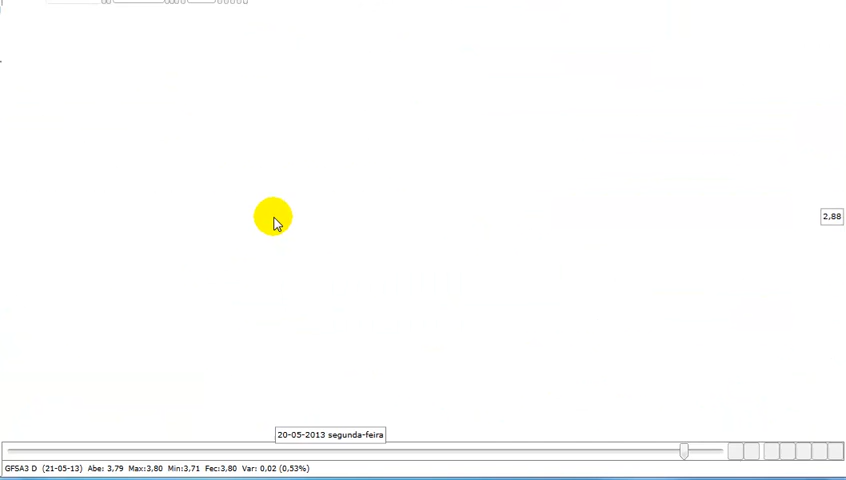 2,88
20-05-2013 segunda-feira
GFSA3 D (21-05-13) Abe: 3,79 Max:3,80 Min:3,71 Fec:3,80 Var: 0,02 (0,53%)